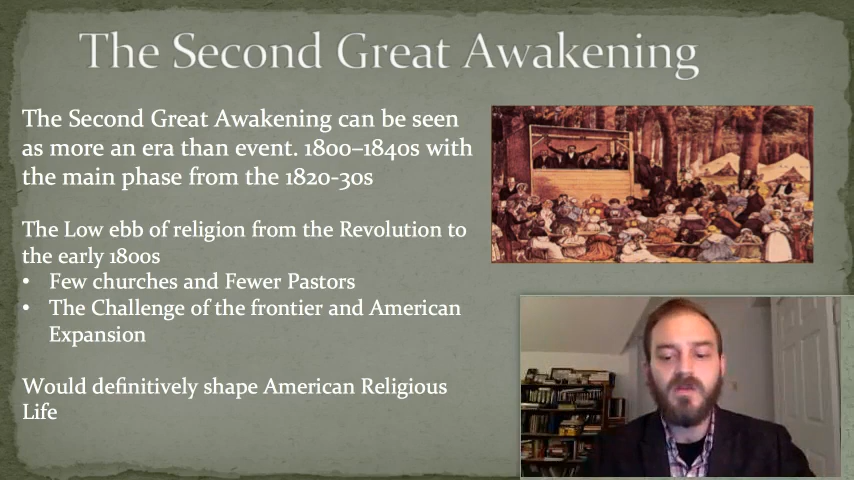 The Second Great Awakening
The Second Great Awakening can be seen
as more an era than event. 1800–1840s with
the main phase from the 1820-30s
The Low ebb of religion from the Revolution to
the early 1800s
• Few churches and Fewer Pastors
• The Challenge of the frontier and American
Expansion
Would definitively shape American Religious
Life